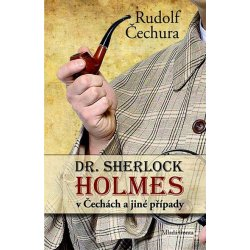 Rudolf
Čechura
DR. SHERLOCK
HOLMES
v Čechách a jiné případy
Mladá fronta